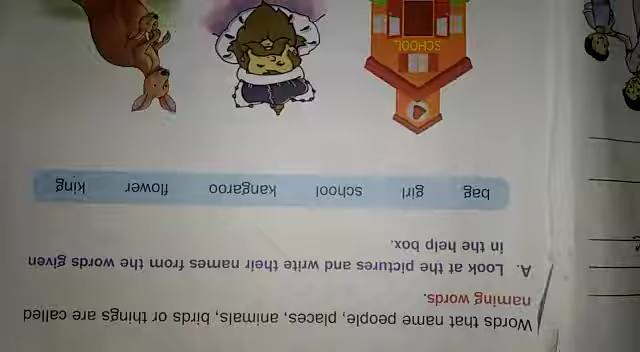 Words that name people, places, animals, birds or things are called
naming words.
A. Look at the pictures and write their names from the words given
in the help box.
bag girl school kangaroo flower king
SCHOOL